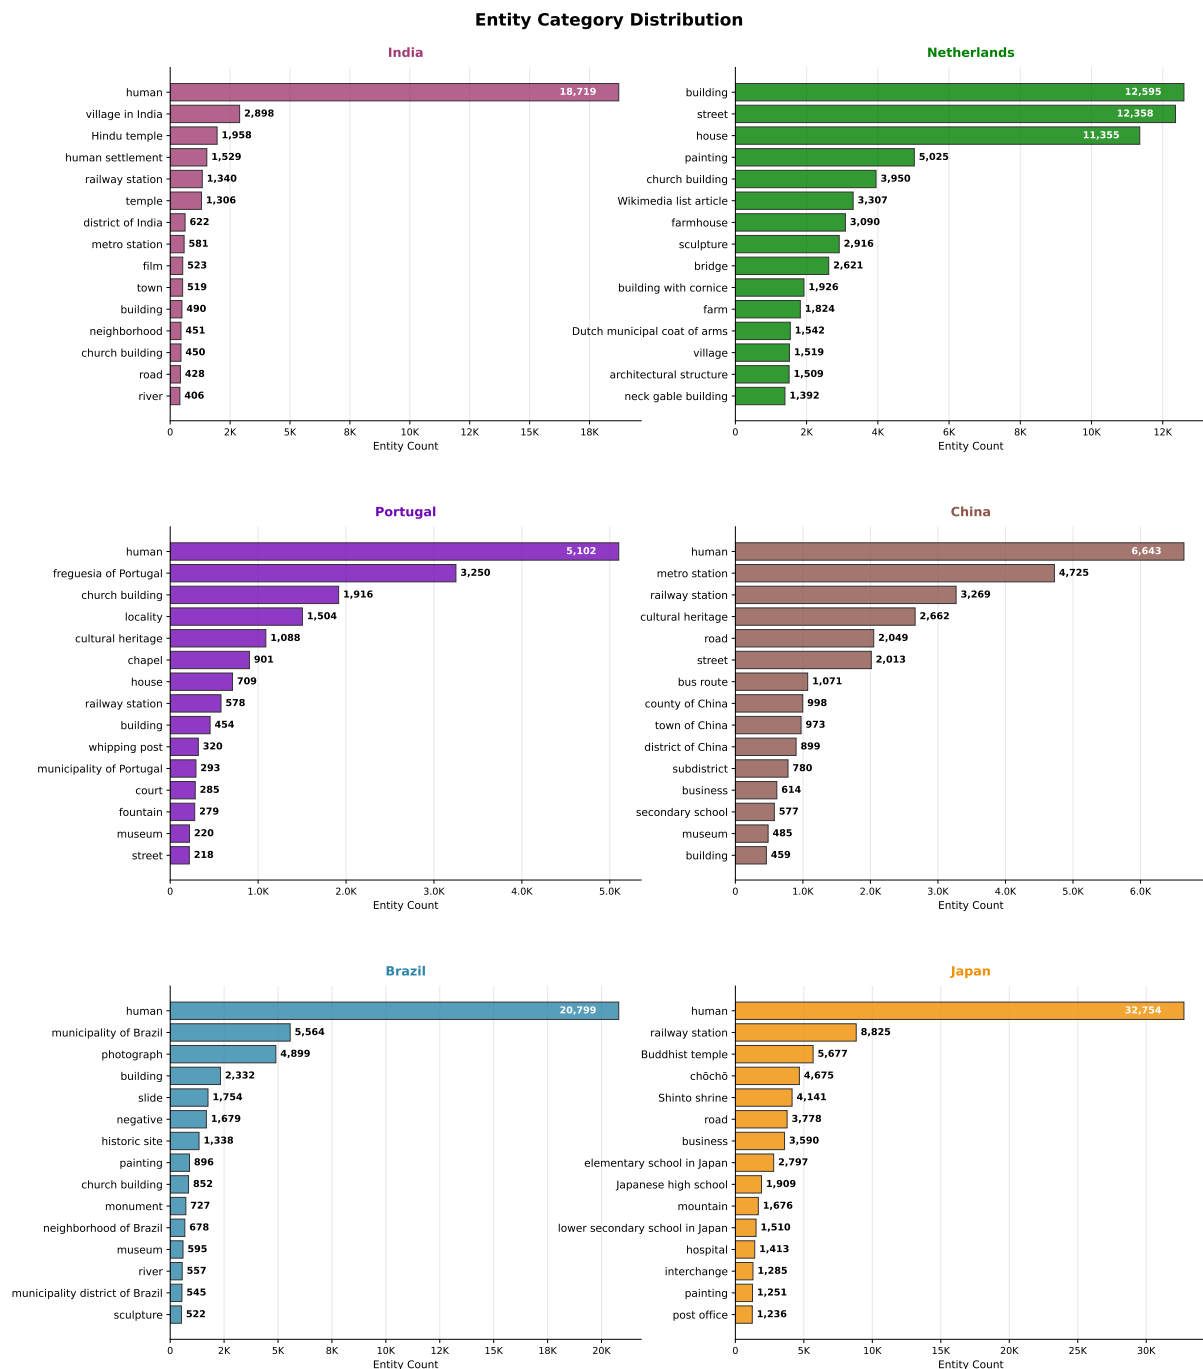 Entity Category Distribution
India
human 18,719
village in India 2,898
Hindu temple 1,958
human settlement 1,529
railway station 1,340
temple 1,306
district of India 622
metro station 581
film 523
town 519
building 490
neighborhood 451
church building 450
road 428
river 406
0 2K 5K 8K 10K 12K 15K 18K
Entity Count
Netherlands
building 12,595
street 12,358
house 11,355
painting 5,025
church building 3,950
Wikimedia list article 3,307
farmhouse 3,090
sculpture 2,916
bridge 2,621
building with cornice 1,926
farm 1,824
Dutch municipal coat of arms 1,542
village 1,519
architectural structure 1,509
neck gable building 1,392
0 2K 4K 6K 8K 10K 12K
Entity Count
Portugal
human 5,102
freguesia of Portugal 3,250
church building 1,916
locality 1,504
cultural heritage 1,088
chapel 901
house 709
railway station 578
building 454
whipping post 320
municipality of Portugal 293
court 285
fountain 279
museum 220
street 218
0 1.0K 2.0K 3.0K 4.0K 5.0K
Entity Count
China
human 6,643
metro station 4,725
railway station 3,269
cultural heritage 2,662
road 2,049
street 2,013
bus route 1,071
county of China 998
town of China 973
district of China 899
subdistrict 780
business 614
secondary school 577
museum 485
building 459
0 1.0K 2.0K 3.0K 4.0K 5.0K 6.0K
Entity Count
Brazil
human 20,799
municipality of Brazil 5,564
photograph 4,899
building 2,332
slide 1,754
negative 1,679
historic site 1,338
painting 896
church building 852
monument 727
neighborhood of Brazil 678
museum 595
river 557
municipality district of Brazil 545
sculpture 522
0 2K 5K 8K 10K 12K 15K 18K 20K
Entity Count
Japan
human 32,754
railway station 8,825
Buddhist temple 5,677
chōchō 4,675
Shinto shrine 4,141
road 3,778
business 3,590
elementary school in Japan 2,797
Japanese high school 1,909
mountain 1,676
lower secondary school in Japan 1,510
hospital 1,413
interchange 1,285
painting 1,251
post office 1,236
0 5K 10K 15K 20K 25K 30K
Entity Count